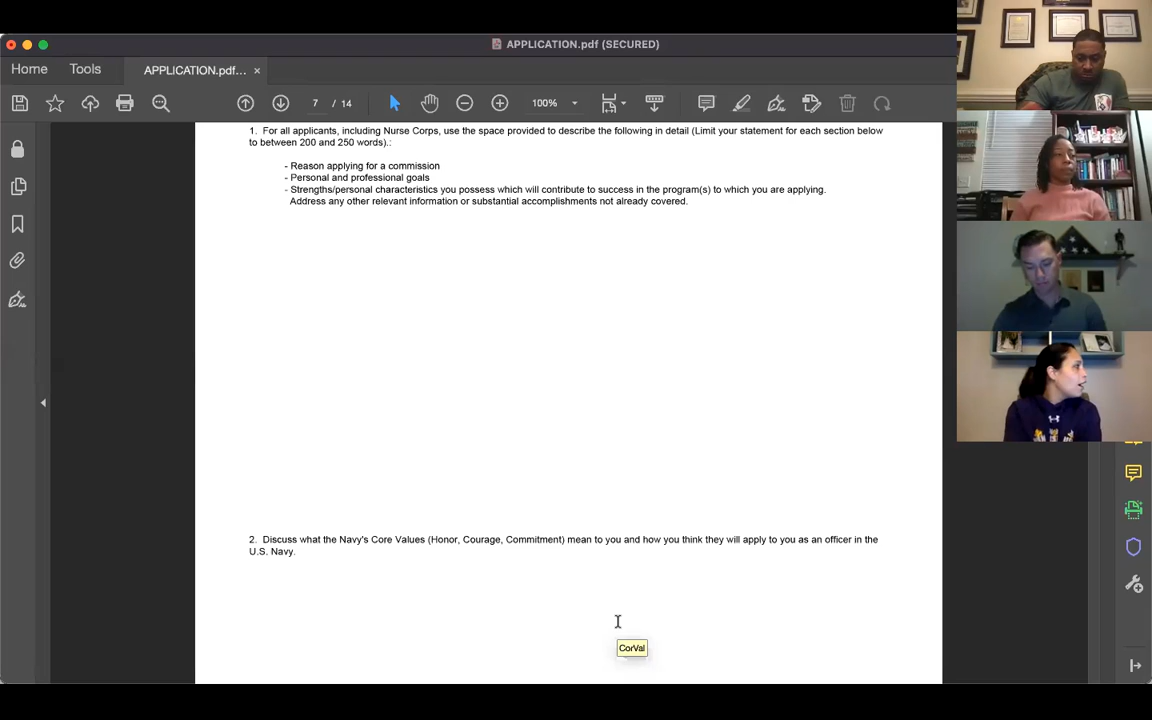 APPLICATION.pdf (SECURED)
Home Tools APPLICATION.pdf... ×
7 / 14 100%
1. For all applicants, including Nurse Corps, use the space provided to describe the following in detail (Limit your statement for each section below
to between 200 and 250 words).:
- Reason applying for a commission
- Personal and professional goals
- Strengths/personal characteristics you possess which will contribute to success in the program(s) to which you are applying.
Address any other relevant information or substantial accomplishments not already covered.
2. Discuss what the Navy's Core Values (Honor, Courage, Commitment) mean to you and how you think they will apply to you as an officer in the
U.S. Navy.
CorVal